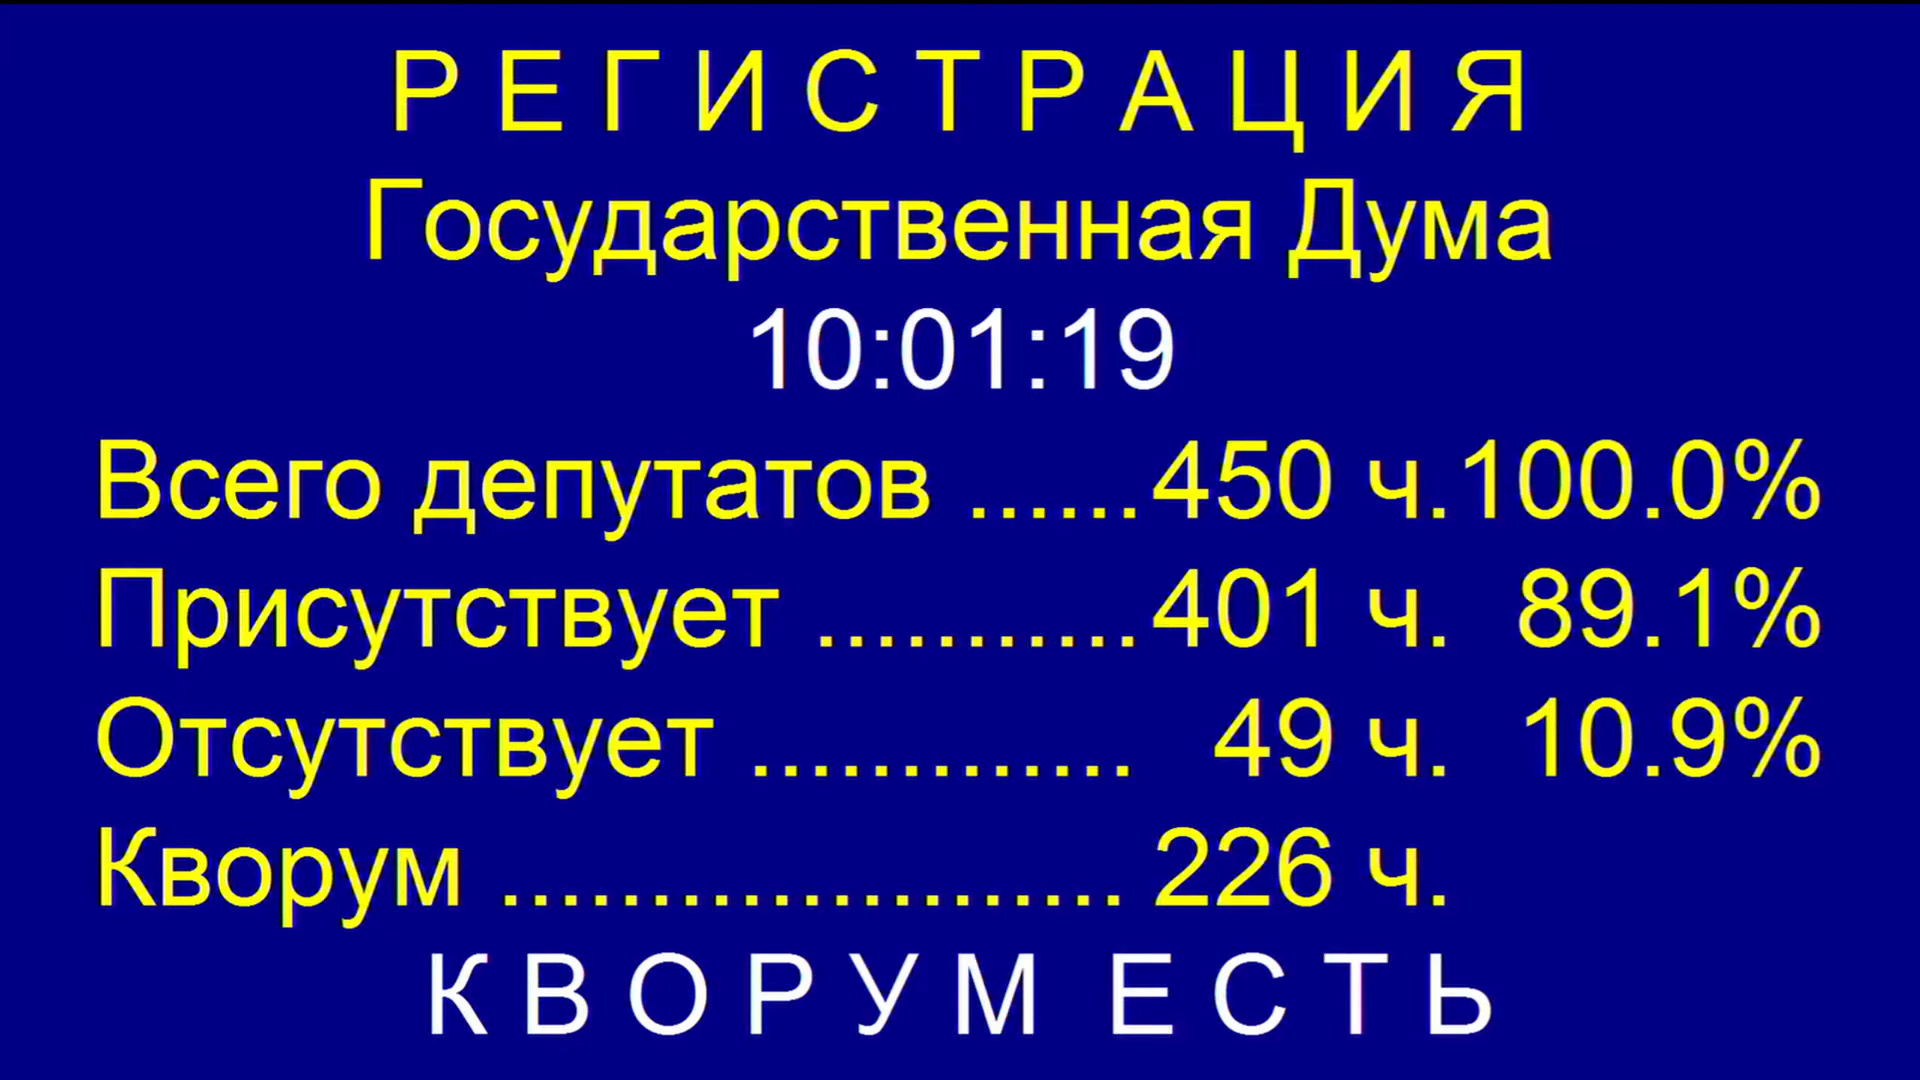 Р Е Г И С Т Р А Ц И Я
Государственная Дума
10:01:19
Всего депутатов ......450 ч.100.0%
Присутствует ...........401 ч. 89.1%
Отсутствует ............. 49 ч. 10.9%
Кворум ..................... 226 ч.
К В О Р У М Е С Т Ь